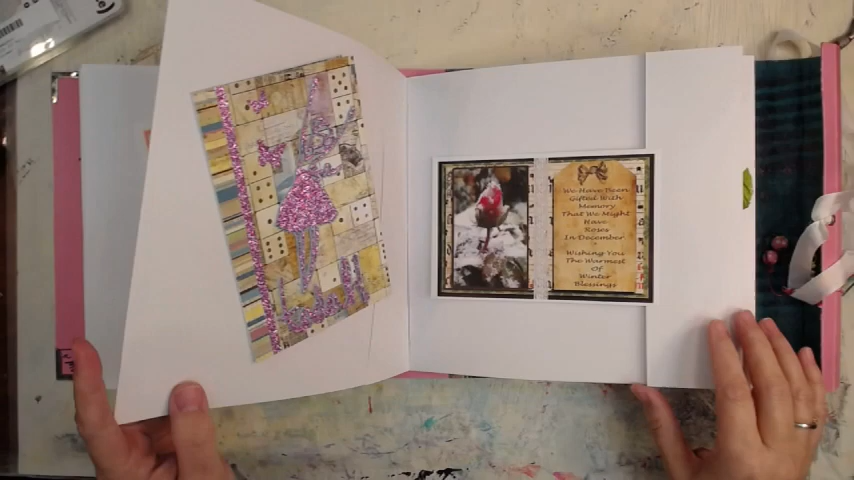 We Have Been
Gifted With
Memory
That We Might
Have
Roses
In December
Wishing You
The Warmest
Of
Winter
Blessings